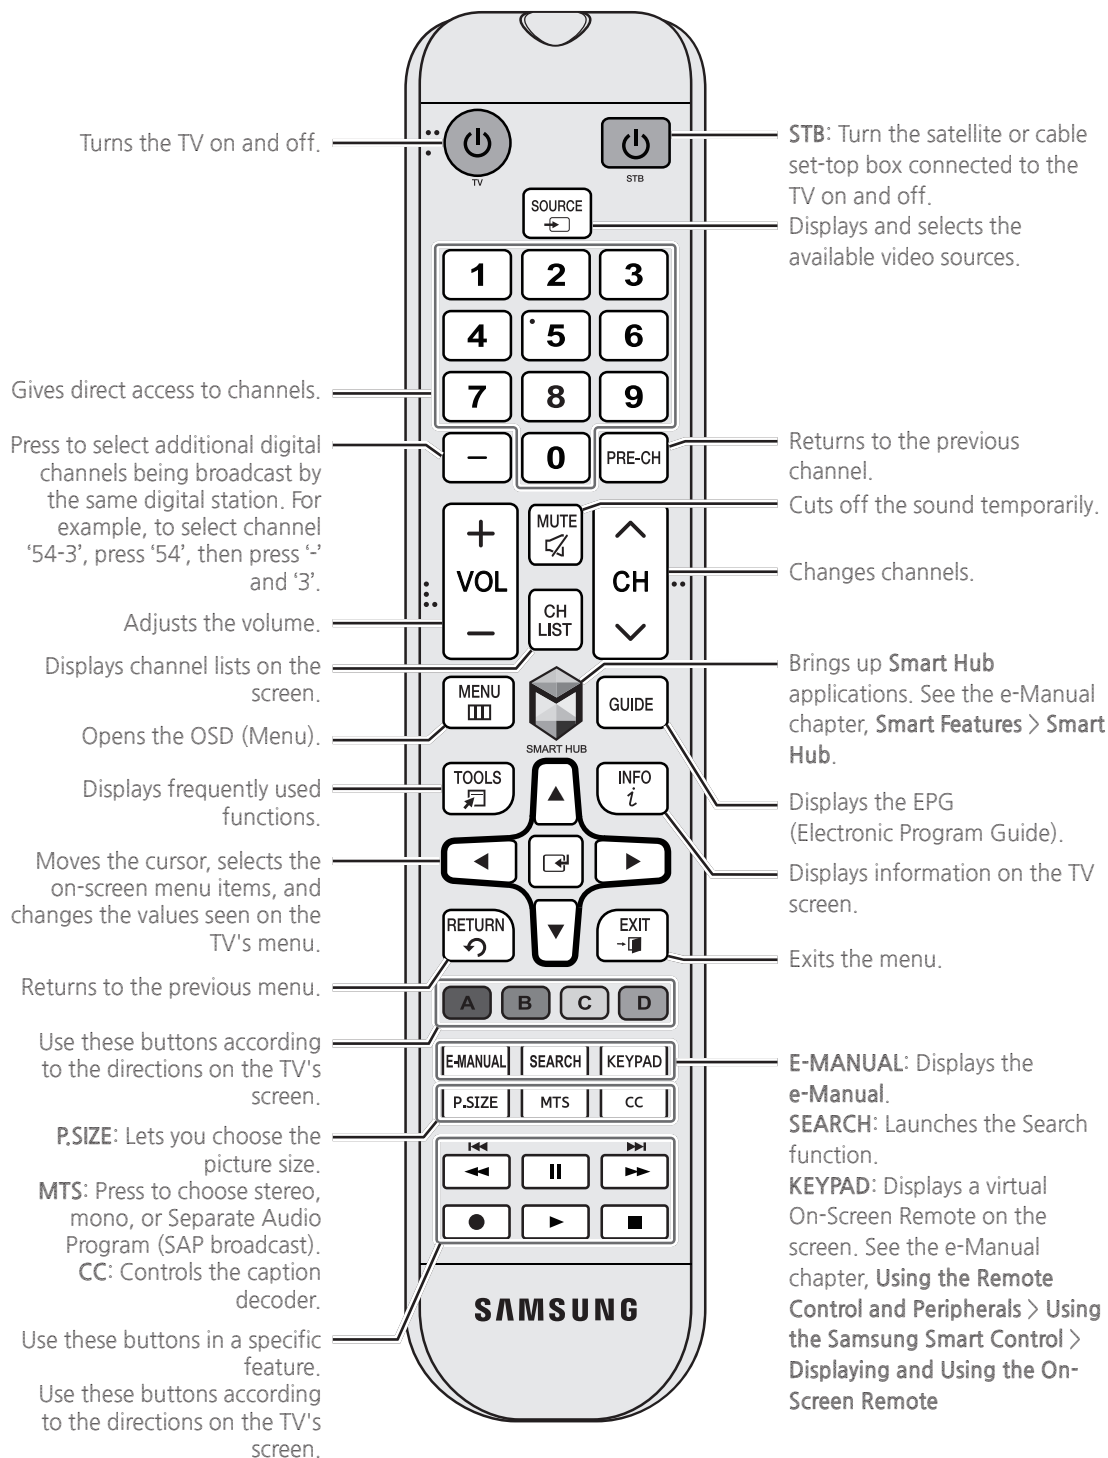 Turns the TV on and off.
TV
STB
STB: Turn the satellite or cable
set-top box connected to the
TV on and off.
SOURCE
Displays and selects the
available video sources.
1 2 3
4 5 6
7 8 9
Gives direct access to channels.
Press to select additional digital
channels being broadcast by
the same digital station. For
example, to select channel
‘54-3’, press ‘54’, then press ‘-’
and ‘3’.
– 0 PRE-CH
Returns to the previous
channel.
MUTE
Cuts off the sound temporarily.
+
VOL
–
CH
Changes channels.
Adjusts the volume.
CH
LIST
Displays channel lists on the
screen.
MENU
SMART HUB
GUIDE
Brings up Smart Hub
applications. See the e-Manual
chapter, Smart Features > Smart
Hub.
Opens the OSD (Menu).
TOOLS
INFO
i
Displays frequently used
functions.
Displays the EPG
(Electronic Program Guide).
Moves the cursor, selects the
on-screen menu items, and
changes the values seen on the
TV's menu.
Displays information on the TV
screen.
RETURN
EXIT
Exits the menu.
Returns to the previous menu.
A B C D
Use these buttons according
to the directions on the TV's
screen.
E-MANUAL SEARCH KEYPAD
P.SIZE MTS CC
E-MANUAL: Displays the
e-Manual.
SEARCH: Launches the Search
function.
KEYPAD: Displays a virtual
On-Screen Remote on the
screen. See the e-Manual
chapter, Using the Remote
Control and Peripherals > Using
the Samsung Smart Control >
Displaying and Using the On-
Screen Remote
P.SIZE: Lets you choose the
picture size.
MTS: Press to choose stereo,
mono, or Separate Audio
Program (SAP broadcast).
CC: Controls the caption
decoder.
SAMSUNG
Use these buttons in a specific
feature.
Use these buttons according
to the directions on the TV's
screen.